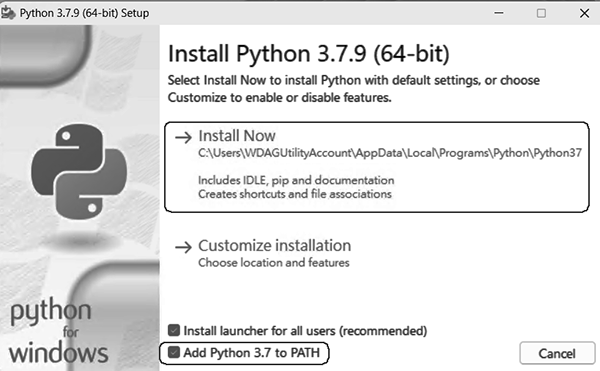 Python 3.7.9 (64-bit) Setup
Install Python 3.7.9 (64-bit)
Select Install Now to install Python with default settings, or choose
Customize to enable or disable features.
Install Now
C:\Users\WDAGUtilityAccount\AppData\Local\Programs\Python\Python37
Includes IDLE, pip and documentation
Creates shortcuts and file associations
Customize installation
Choose location and features
python
for
windows
Install launcher for all users (recommended)
Add Python 3.7 to PATH
Cancel